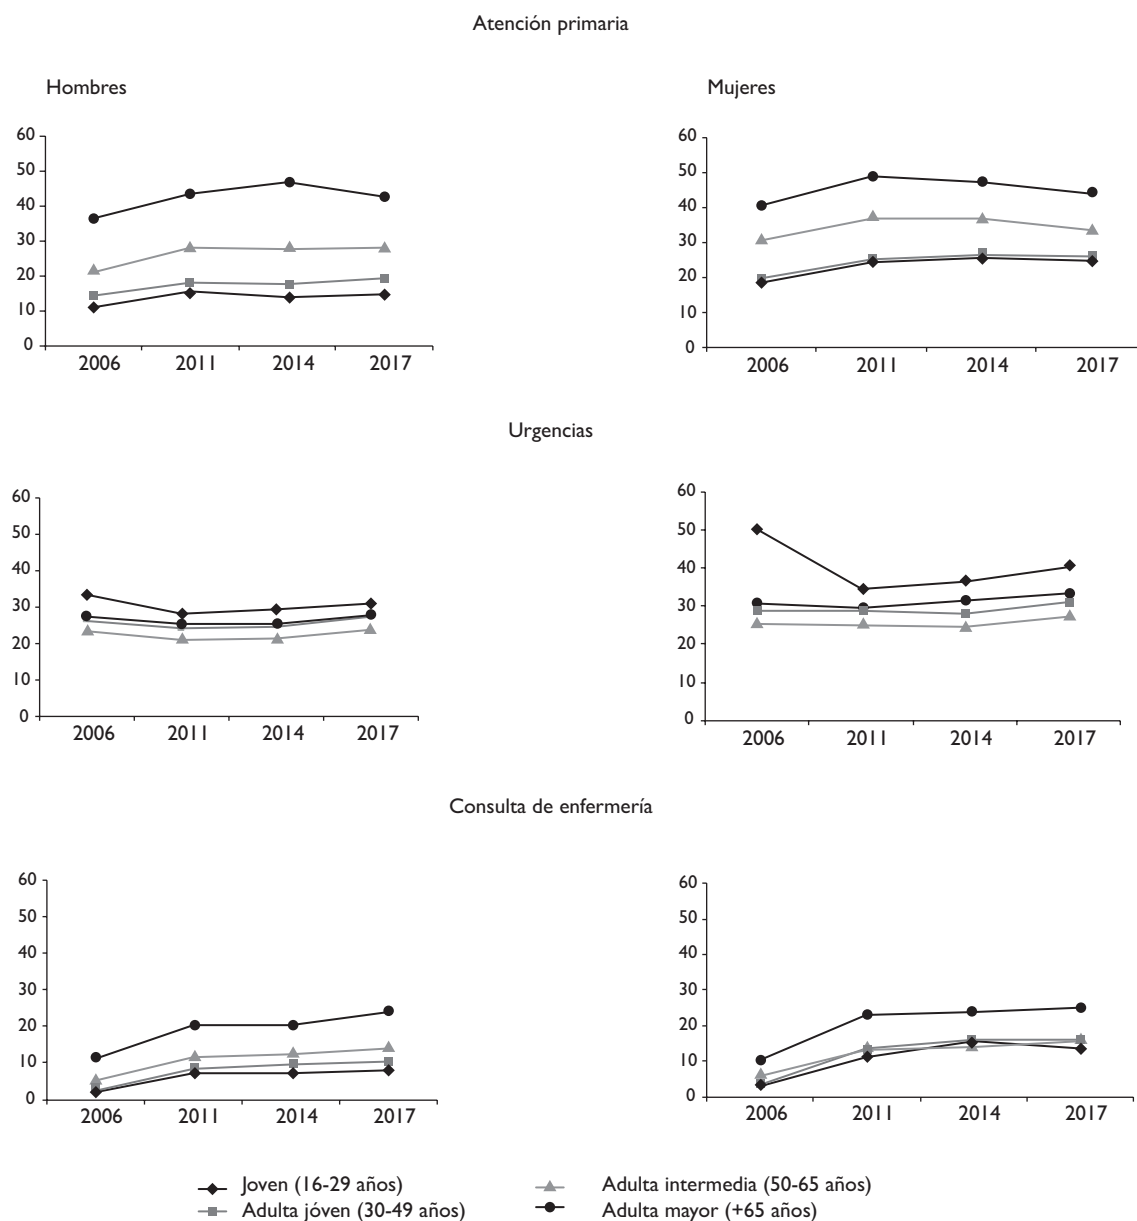 Atención primaria
Hombres
Mujeres
60
50
40
30
20
10
0
2006 2011 2014 2017
60
50
40
30
20
10
0
2006 2011 2014 2017
Urgencias
60
50
40
30
20
10
0
2006 2011 2014 2017
60
50
40
30
20
10
0
2006 2011 2014 2017
Consulta de enfermería
60
50
40
30
20
10
0
2006 2011 2014 2017
60
50
40
30
20
10
0
2006 2011 2014 2017
Joven (16-29 años)
Adulta jóven (30-49 años)
Adulta intermedia (50-65 años)
Adulta mayor (+65 años)